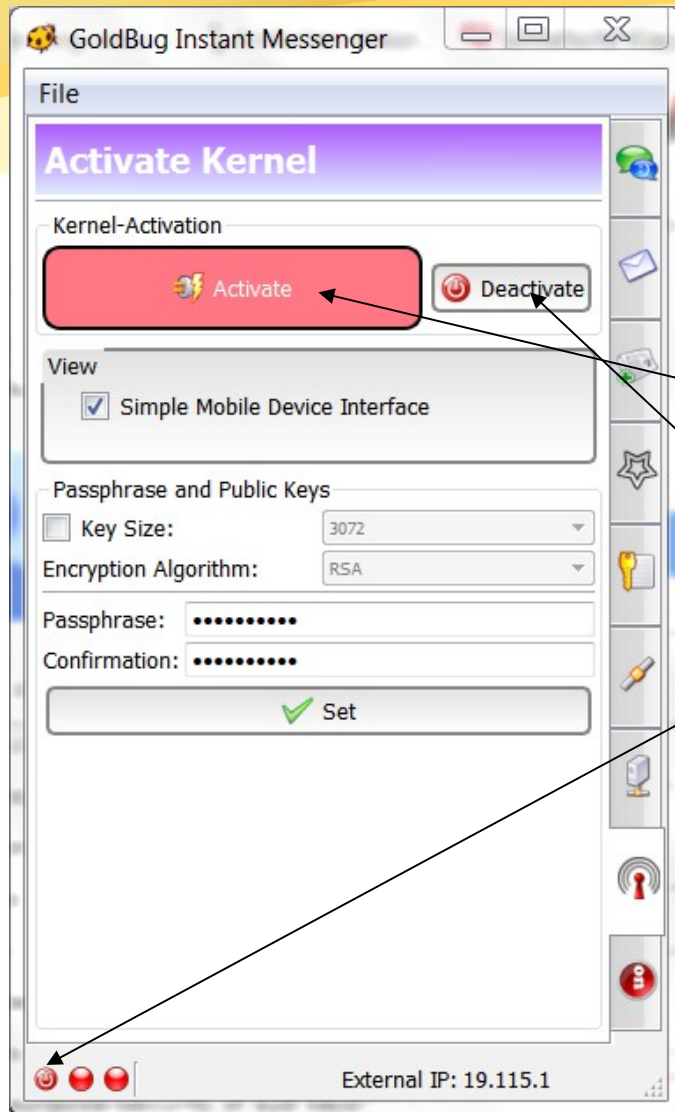 GoldBug Instant Messenger
File
Activate Kernel
Kernel-Activation
Activate
Deactivate
View
Simple Mobile Device Interface
Passphrase and Public Keys
Key Size: 3072
Encryption Algorithm: RSA
Passphrase: ••••••••••
Confirmation: ••••••••••
Set
External IP: 19.115.1